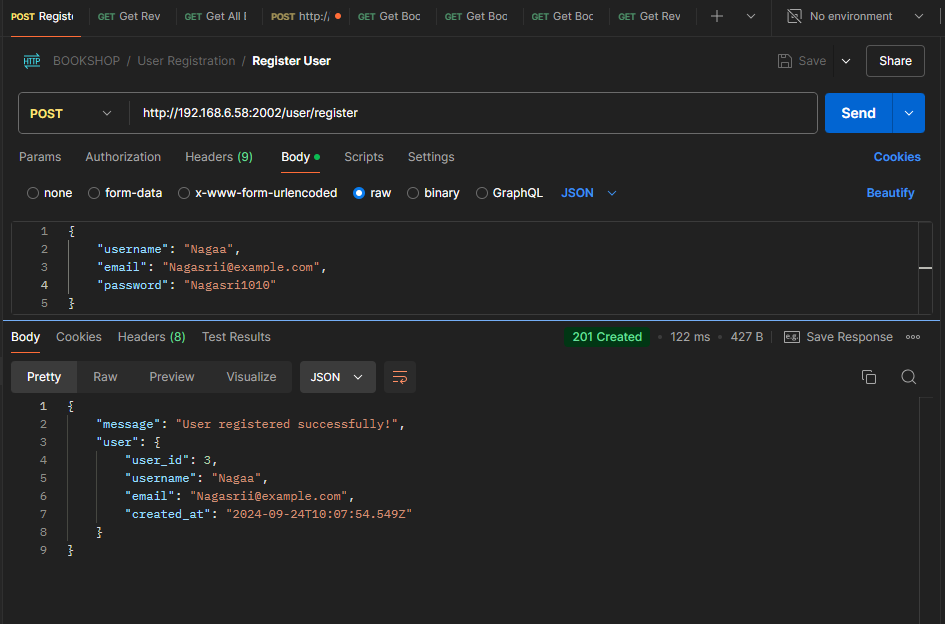 POST Regist GET Get Rev GET Get All I POST http:/ GET Get Boc GET Get Boc GET Get Boc GET Get Rev No environment
HTTP BOOKSHOP / User Registration / Register User Save Share
POST http://192.168.6.58:2002/user/register Send
Params Authorization Headers (9) Body Scripts Settings Cookies
none form-data x-www-form-urlencoded raw binary GraphQL JSON Beautify
1 {
2 "username": "Nagaa",
3 "email": "Nagasrii@example.com",
4 "password": "Nagasri1010"
5 }
Body Cookies Headers (8) Test Results 201 Created 122 ms 427 B e.g. Save Response
Pretty Raw Preview Visualize JSON
1 {
2 "message": "User registered successfully!",
3 "user": {
4 "user_id": 3,
5 "username": "Nagaa",
6 "email": "Nagasrii@example.com",
7 "created_at": "2024-09-24T10:07:54.549Z"
8 }
9 }